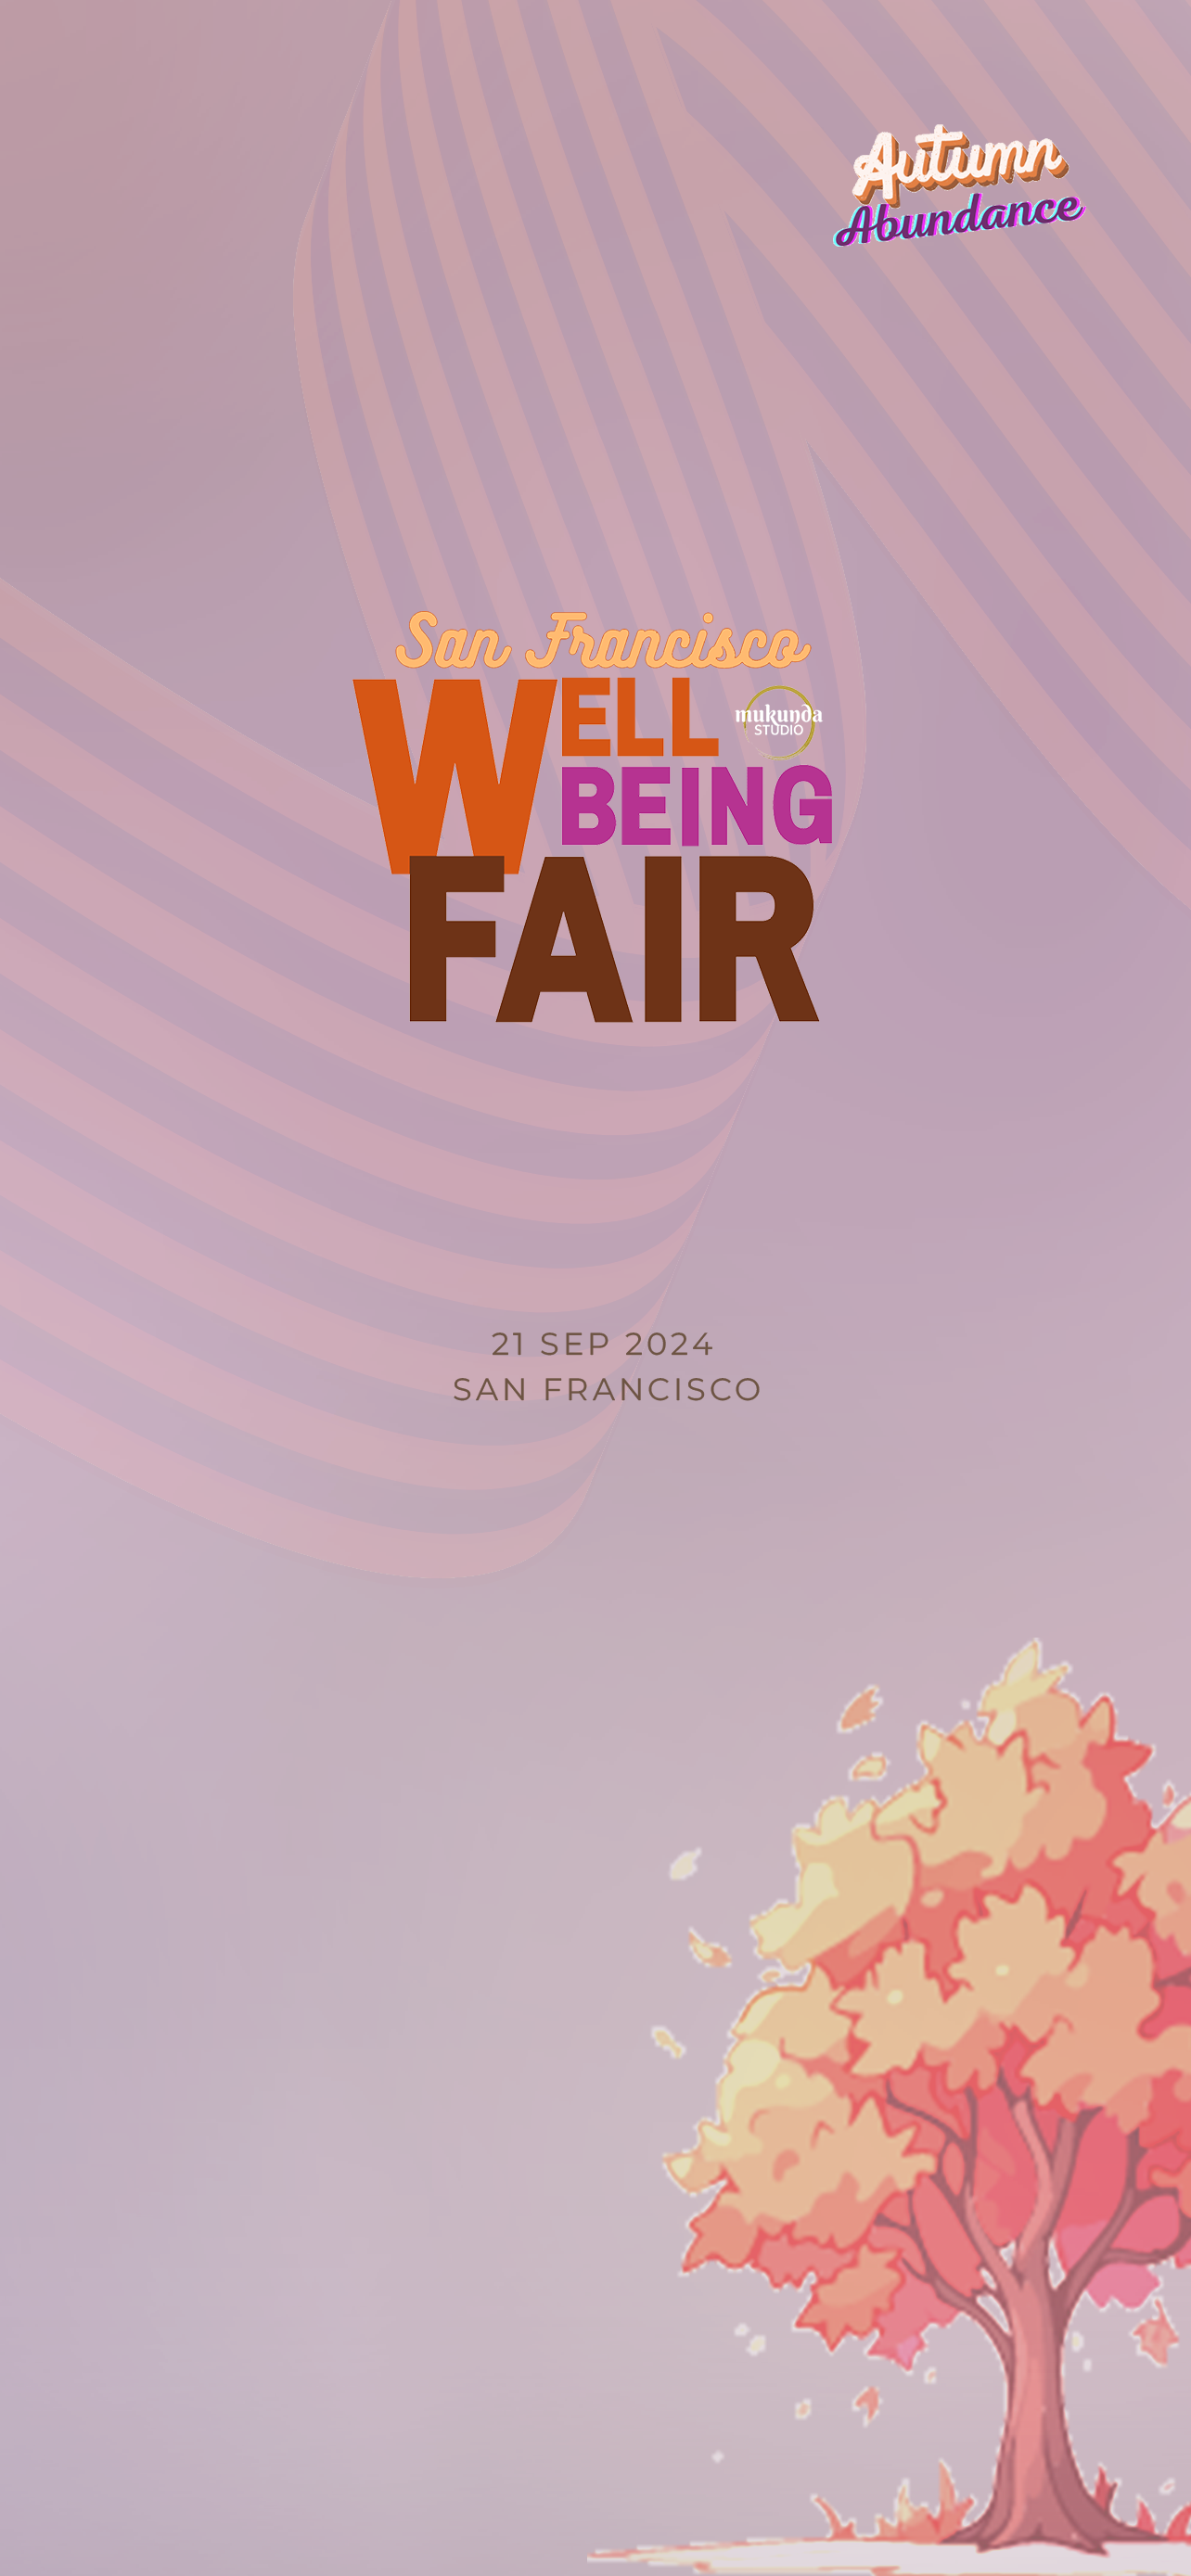 Autumn
Abundance
San Francisco
WELL
mukunda
STUDIO
BEING
FAIR
21 SEP 2024
SAN FRANCISCO